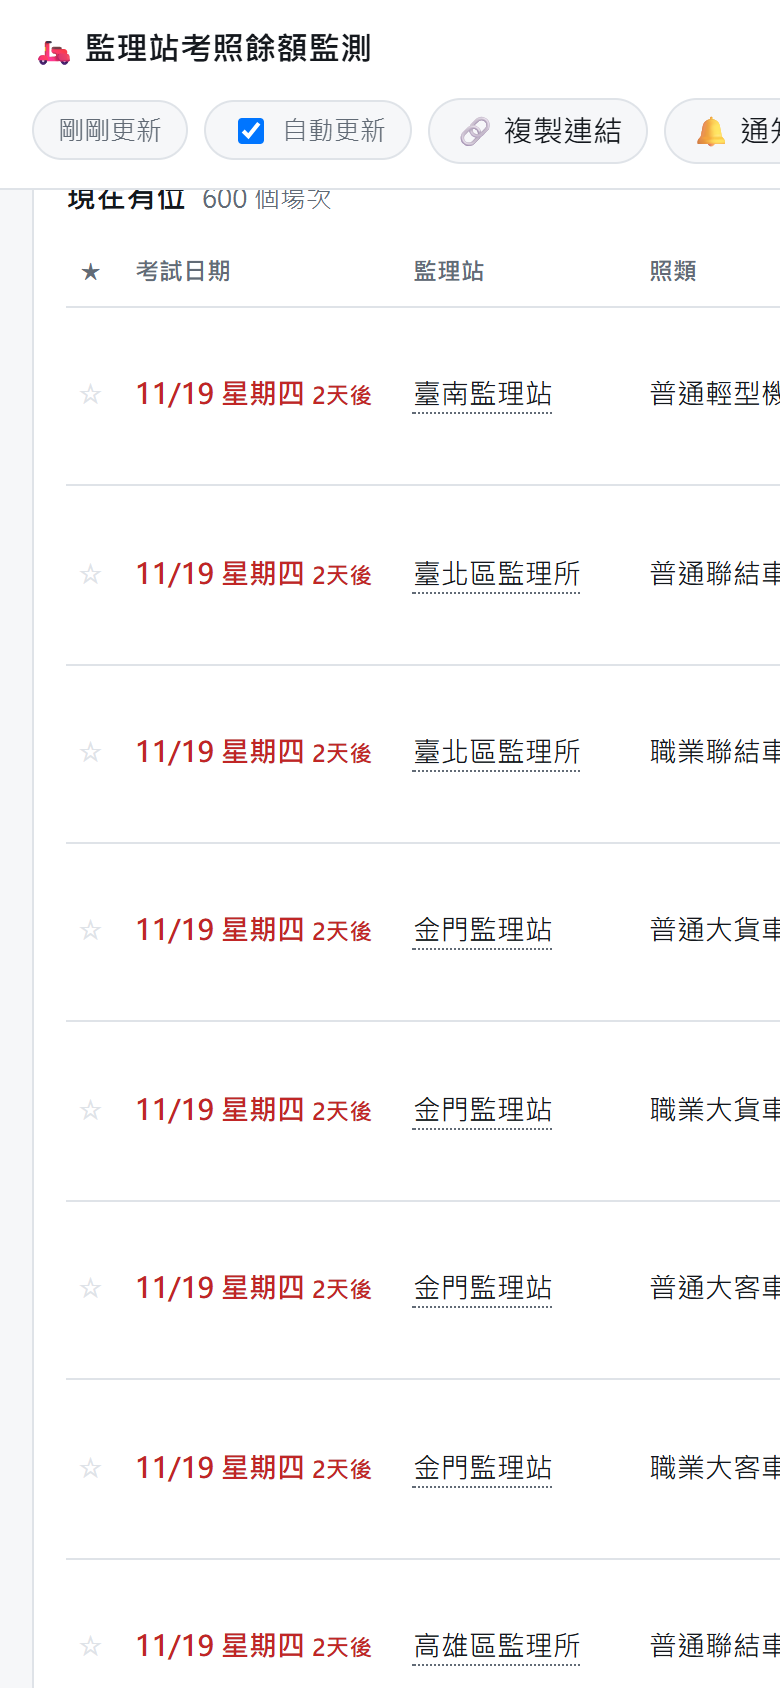 監理站考照餘額監測
剛剛更新 自動更新 複製連結 通
現在有位 600 個場次
★ 考試日期 監理站 照類
☆ 11/19 星期四 2天後 臺南監理站 普通輕型機
☆ 11/19 星期四 2天後 臺北區監理所 普通聯結車
☆ 11/19 星期四 2天後 臺北區監理所 職業聯結車
☆ 11/19 星期四 2天後 金門監理站 普通大貨車
☆ 11/19 星期四 2天後 金門監理站 職業大貨車
☆ 11/19 星期四 2天後 金門監理站 普通大客車
☆ 11/19 星期四 2天後 金門監理站 職業大客車
☆ 11/19 星期四 2天後 高雄區監理所 普通聯結車